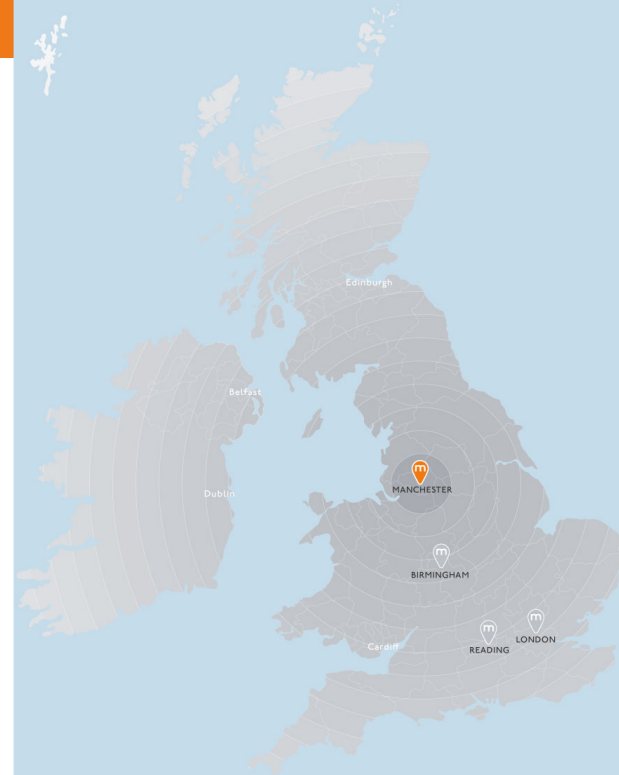 Edinburgh
Belfast
m
MANCHESTER
Dublin
m
BIRMINGHAM
m
LONDON
m
READING
Cardiff